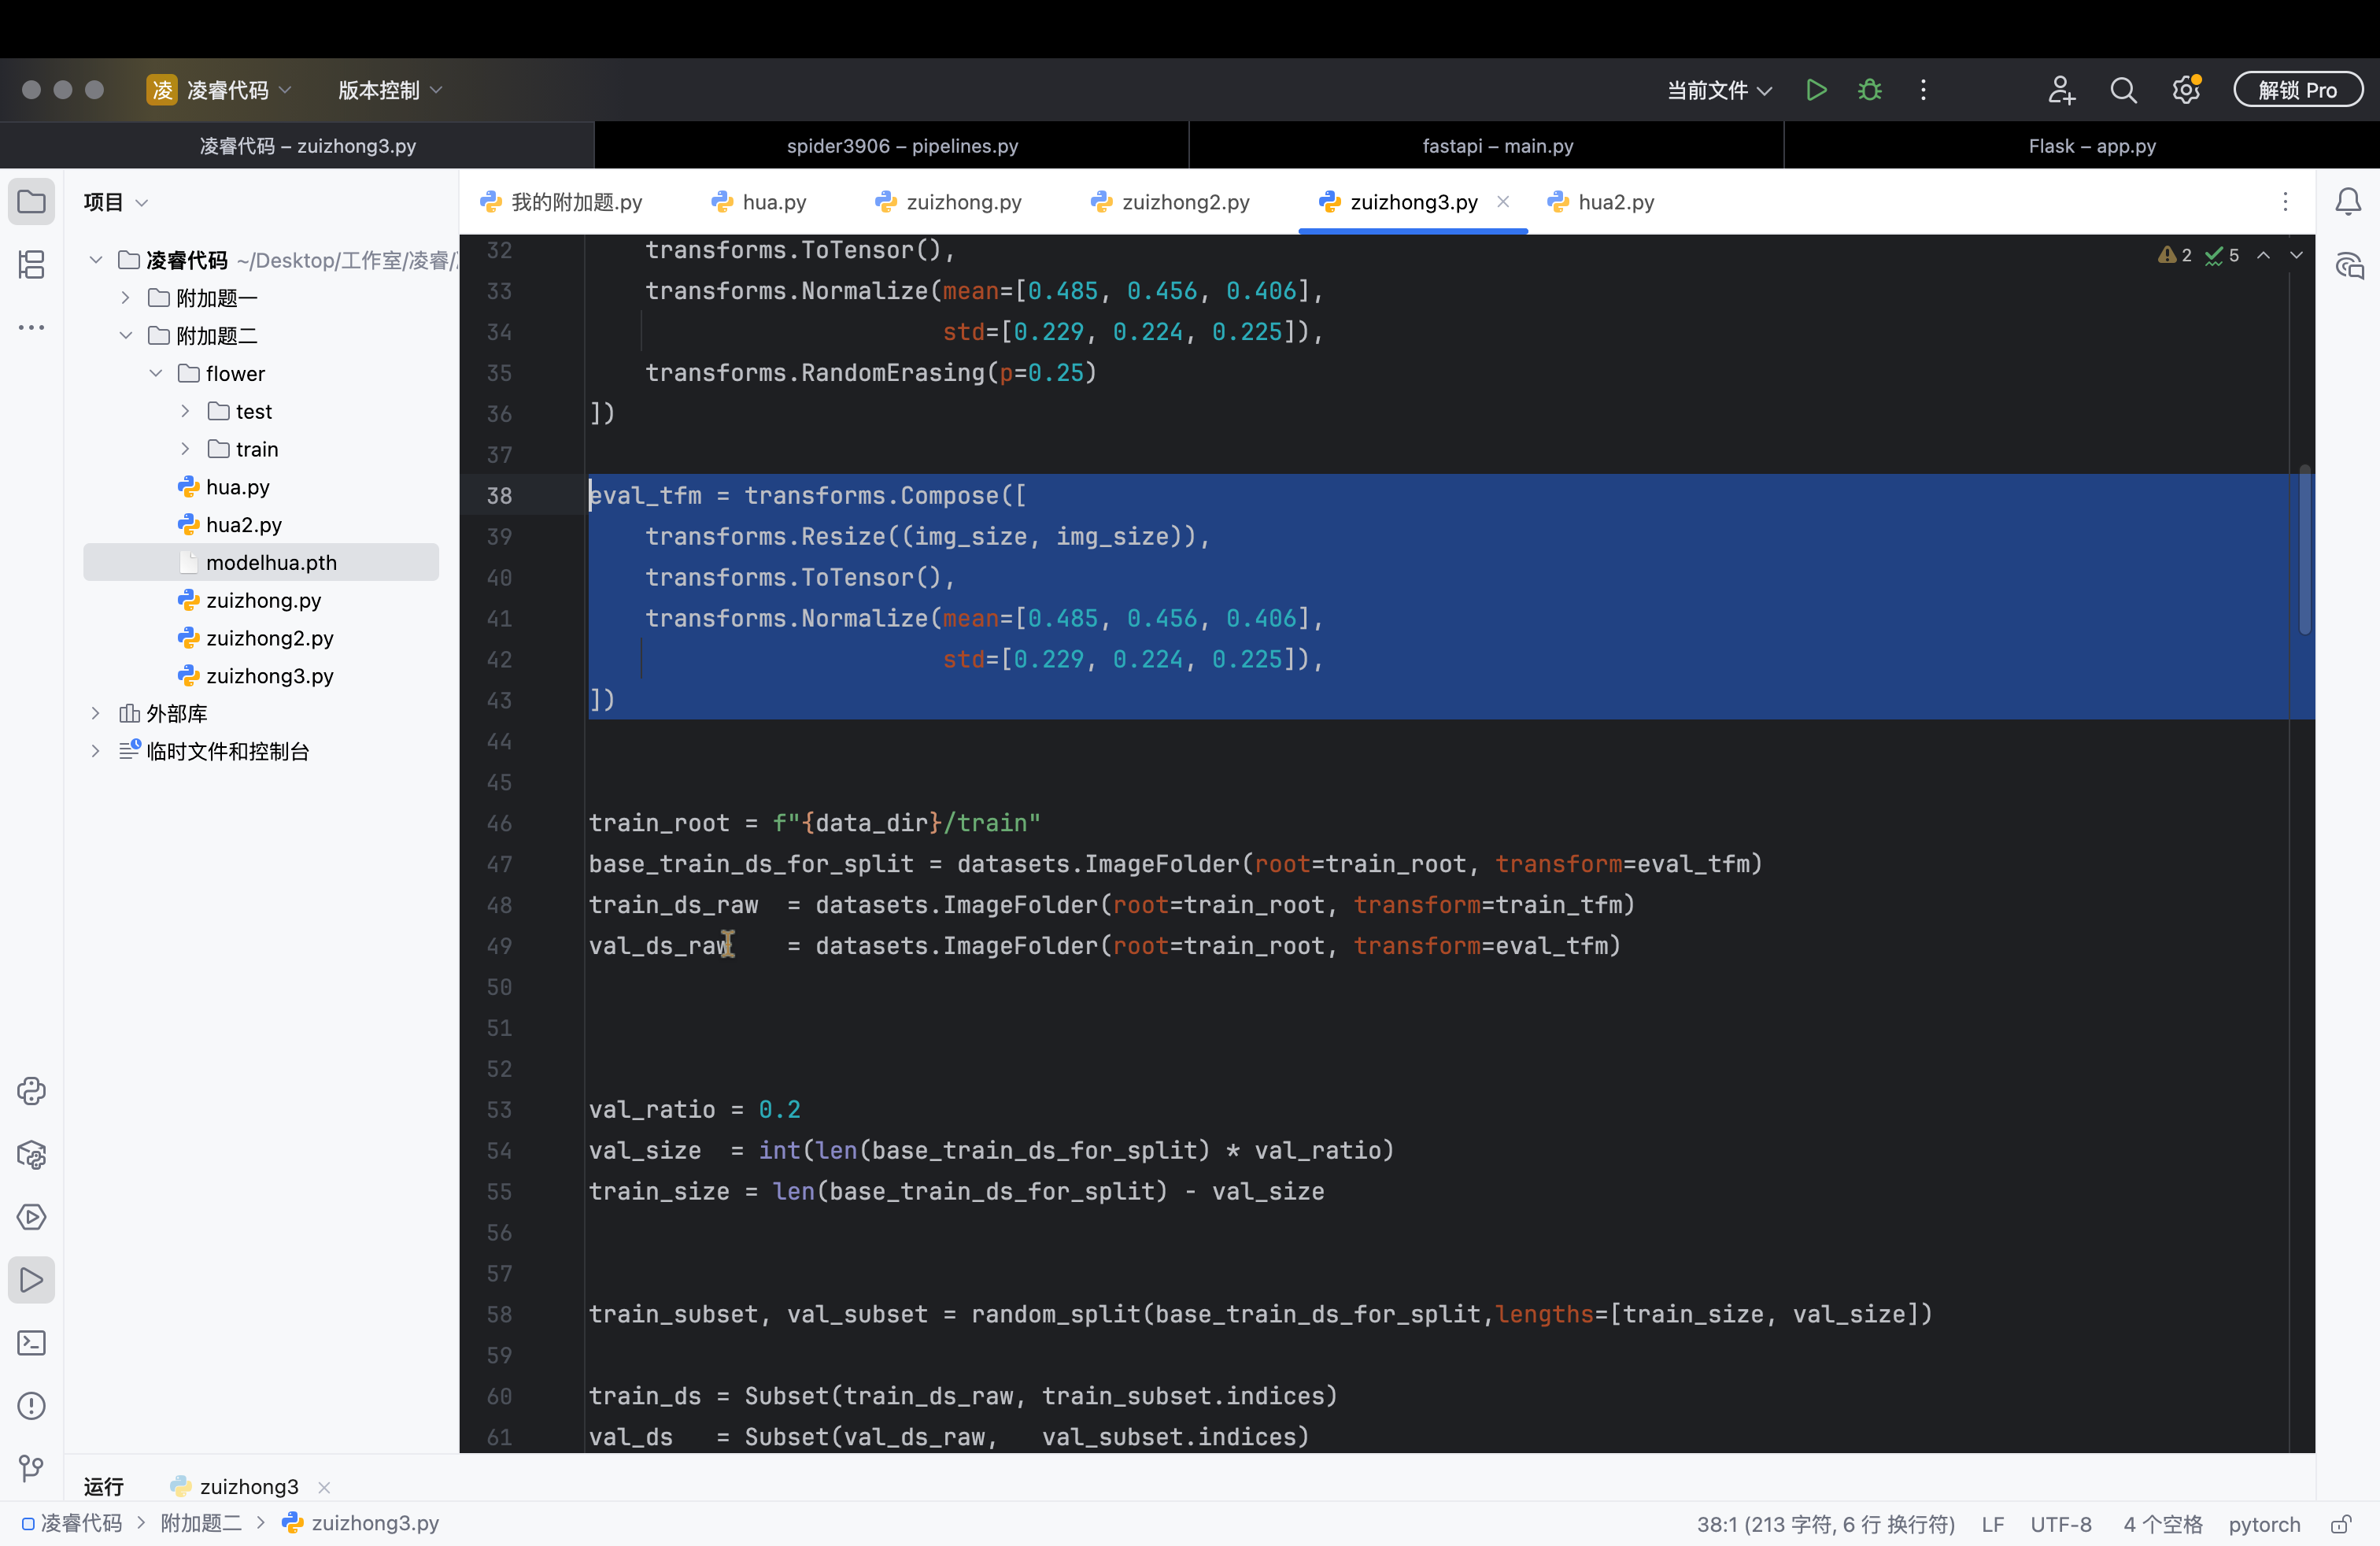 凌 凌睿代码 版本控制 当前文件 解锁 Pro
凌睿代码 – zuizhong3.py spider3906 – pipelines.py fastapi – main.py Flask – app.py
项目 我的附加题.py hua.py zuizhong.py zuizhong2.py zuizhong3.py hua2.py
凌睿代码 ~/Desktop/工作室/凌睿/
附加题一
附加题二
flower
test
train
hua.py
hua2.py
modelhua.pth
zuizhong.py
zuizhong2.py
zuizhong3.py
外部库
临时文件和控制台
2 5
32     transforms.ToTensor(),
33     transforms.Normalize(mean=[0.485, 0.456, 0.406],
34                          std=[0.229, 0.224, 0.225]),
35     transforms.RandomErasing(p=0.25)
36 ])
37
38 eval_tfm = transforms.Compose([
39     transforms.Resize((img_size, img_size)),
40     transforms.ToTensor(),
41     transforms.Normalize(mean=[0.485, 0.456, 0.406],
42                          std=[0.229, 0.224, 0.225]),
43 ])
44
45
46 train_root = f"{data_dir}/train"
47 base_train_ds_for_split = datasets.ImageFolder(root=train_root, transform=eval_tfm)
48 train_ds_raw  = datasets.ImageFolder(root=train_root, transform=train_tfm)
49 val_ds_raw    = datasets.ImageFolder(root=train_root, transform=eval_tfm)
50
51
52
53 val_ratio = 0.2
54 val_size  = int(len(base_train_ds_for_split) * val_ratio)
55 train_size = len(base_train_ds_for_split) - val_size
56
57
58 train_subset, val_subset = random_split(base_train_ds_for_split,lengths=[train_size, val_size])
59
60 train_ds = Subset(train_ds_raw, train_subset.indices)
61 val_ds   = Subset(val_ds_raw,   val_subset.indices)
运行 zuizhong3
凌睿代码 > 附加题二 > zuizhong3.py 38:1 (213 字符, 6 行 换行符) LF UTF-8 4 个空格 pytorch